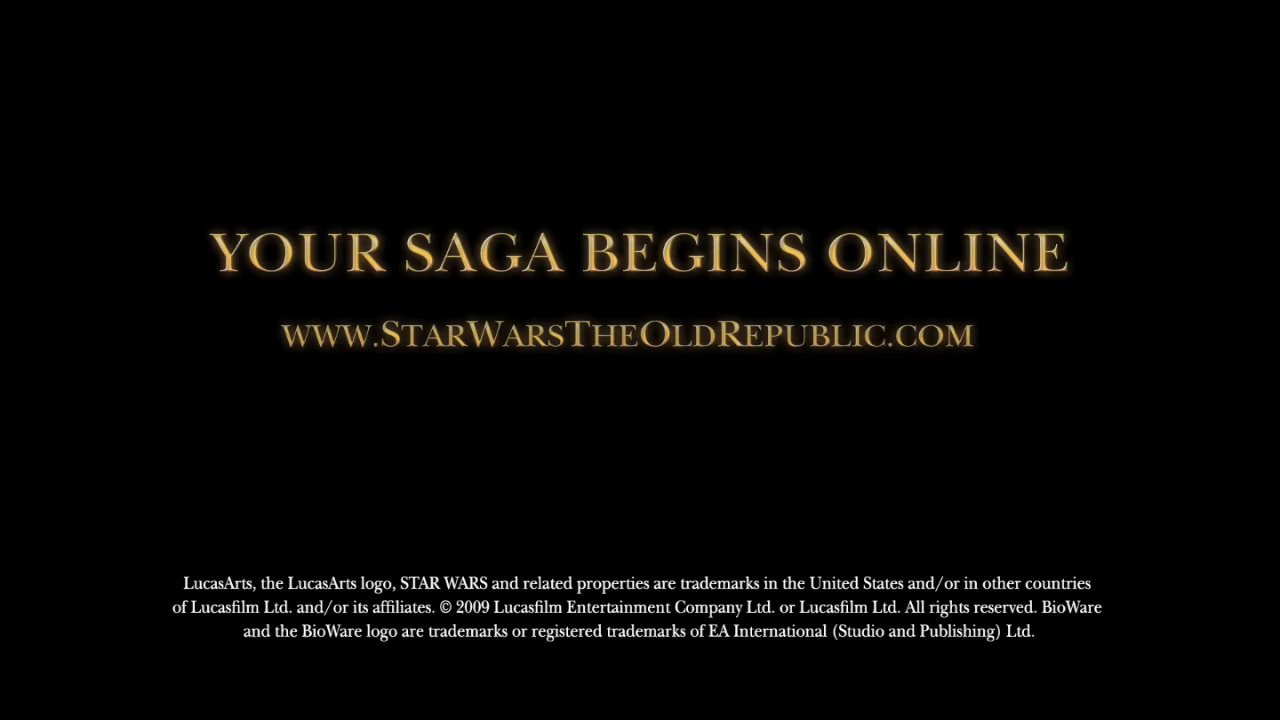 YOUR SAGA BEGINS ONLINE
WWW.STARWARSTHEOLDREPUBLIC.COM
LucasArts, the LucasArts logo, STAR WARS and related properties are trademarks in the United States and/or in other countries
of Lucasfilm Ltd. and/or its affiliates. © 2009 Lucasfilm Entertainment Company Ltd. or Lucasfilm Ltd. All rights reserved. BioWare
and the BioWare logo are trademarks or registered trademarks of EA International (Studio and Publishing) Ltd.